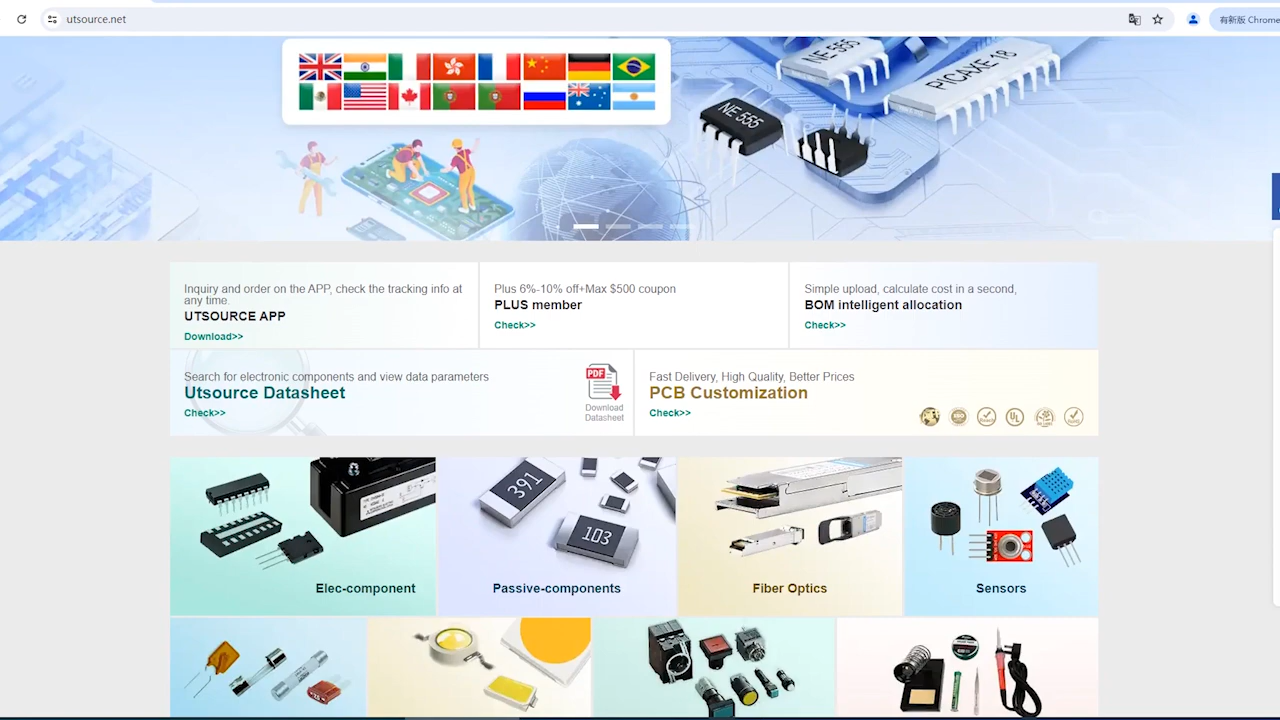 utsource.net
有新版 Chrome
NE 555
PICAXE-18
NE 555
Inquiry and order on the APP, check the tracking info at
any time.
UTSOURCE APP
Download>>
Plus 6%-10% off+Max $500 coupon
PLUS member
Check>>
Simple upload, calculate cost in a second,
BOM intelligent allocation
Check>>
Search for electronic components and view data parameters
Utsource Datasheet
Check>>
PDF
Download
Datasheet
Fast Delivery, High Quality, Better Prices
PCB Customization
Check>>
391
103
Elec-component
Passive-components
Fiber Optics
Sensors